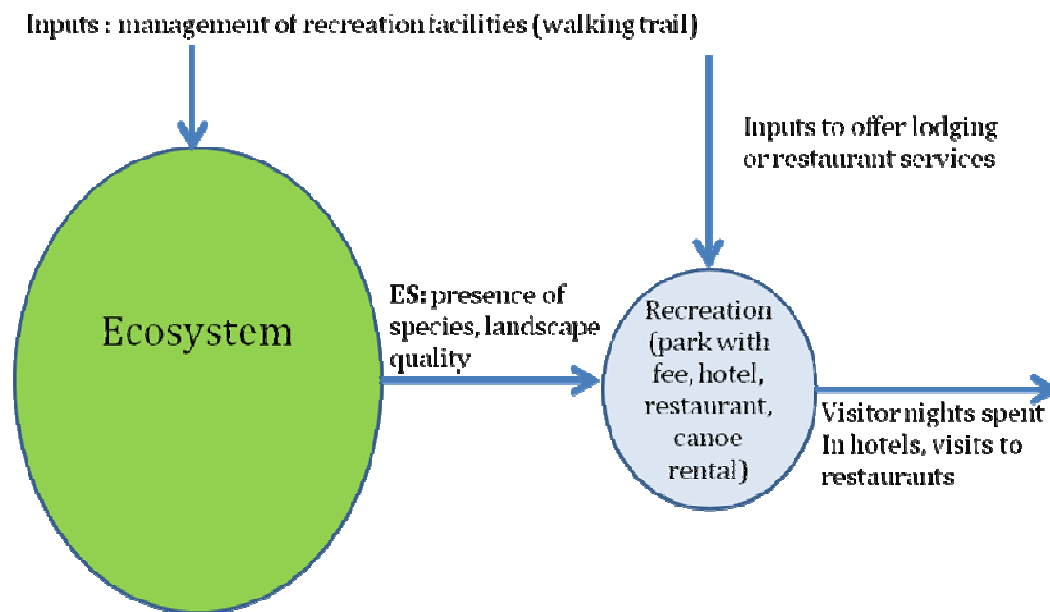 Inputs : management of recreation facilities (walking trail)
Inputs to offer lodging
or restaurant services
ES: presence of
species, landscape
quality
Ecosystem
Recreation
(park with
fee, hotel,
restaurant,
canoe
rental)
Visitor nights spent
In hotels, visits to
restaurants